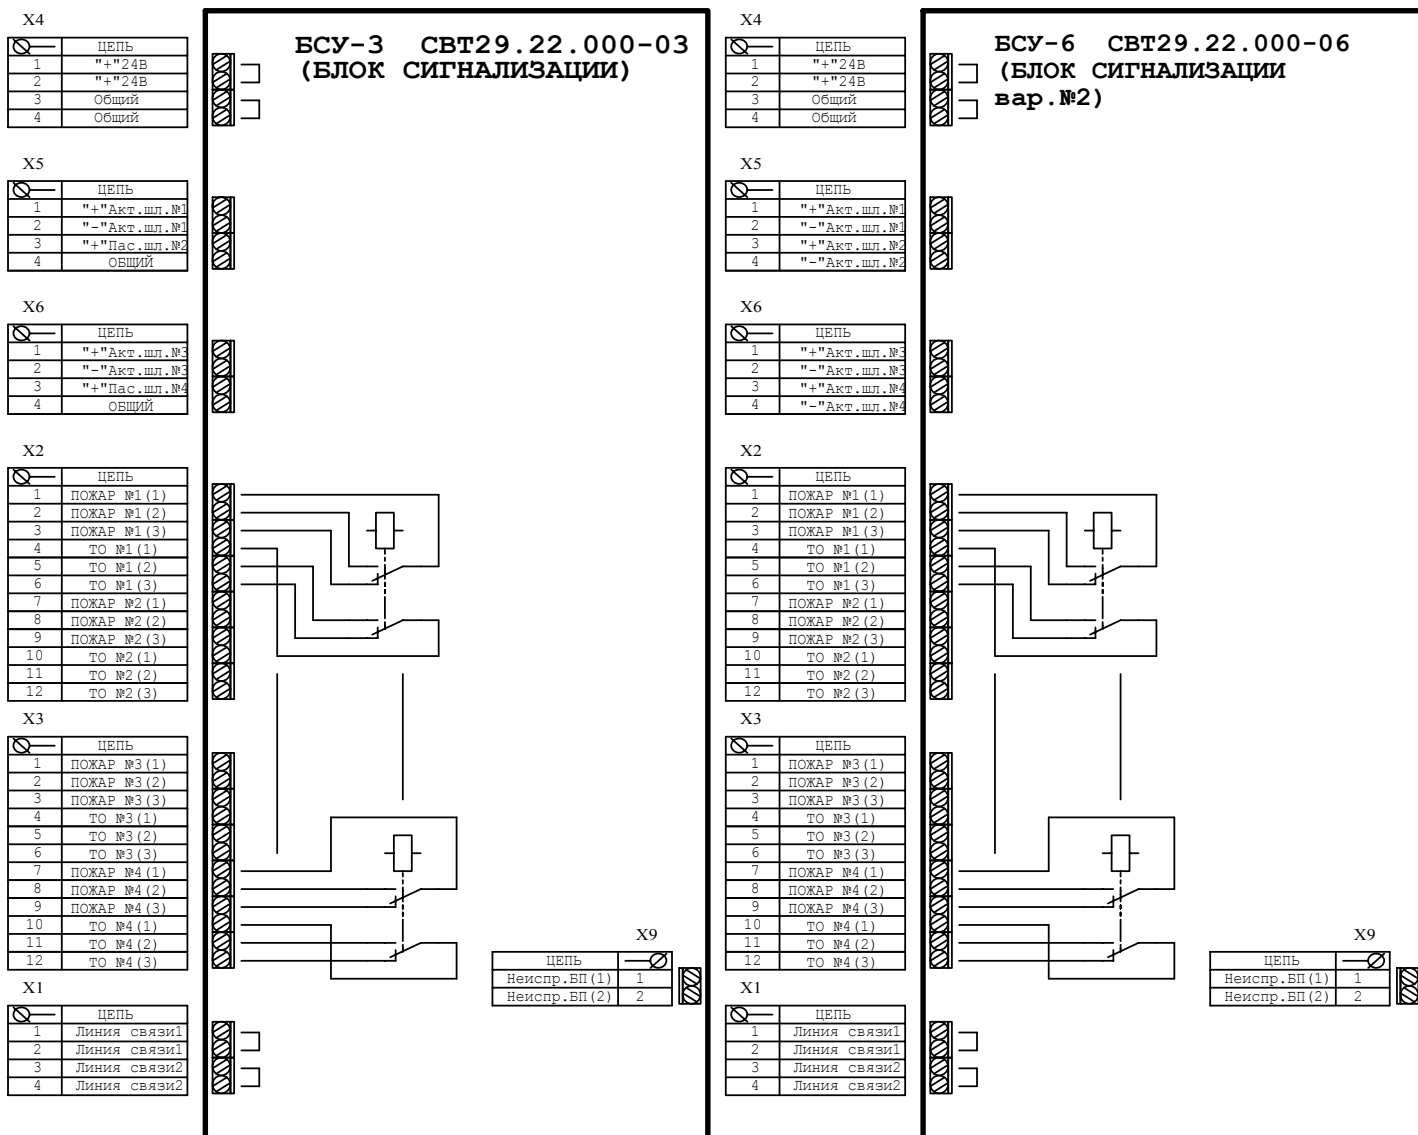 X4
БСУ-3 СВТ29.22.000-03
(БЛОК СИГНАЛИЗАЦИИ)
ЦЕПЬ
1 "+"24В
2 "+"24В
3 Общий
4 Общий
X5
ЦЕПЬ
1 "+"Акт.шл.№1
2 "-"Акт.шл.№1
3 "+"Пас.шл.№2
4 ОБЩИЙ
X6
ЦЕПЬ
1 "+"Акт.шл.№3
2 "-"Акт.шл.№3
3 "+"Пас.шл.№4
4 ОБЩИЙ
X2
ЦЕПЬ
1 ПОЖАР №1(1)
2 ПОЖАР №1(2)
3 ПОЖАР №1(3)
4 ТО №1(1)
5 ТО №1(2)
6 ТО №1(3)
7 ПОЖАР №2(1)
8 ПОЖАР №2(2)
9 ПОЖАР №2(3)
10 ТО №2(1)
11 ТО №2(2)
12 ТО №2(3)
X3
ЦЕПЬ
1 ПОЖАР №3(1)
2 ПОЖАР №3(2)
3 ПОЖАР №3(3)
4 ТО №3(1)
5 ТО №3(2)
6 ТО №3(3)
7 ПОЖАР №4(1)
8 ПОЖАР №4(2)
9 ПОЖАР №4(3)
10 ТО №4(1)
11 ТО №4(2)
12 ТО №4(3)
X9
ЦЕПЬ
Неиспр.БП(1) 1
Неиспр.БП(2) 2
X1
ЦЕПЬ
1 Линия связи1
2 Линия связи1
3 Линия связи2
4 Линия связи2
X4
БСУ-6 СВТ29.22.000-06
(БЛОК СИГНАЛИЗАЦИИ
вар.№2)
ЦЕПЬ
1 "+"24В
2 "+"24В
3 Общий
4 Общий
X5
ЦЕПЬ
1 "+"Акт.шл.№1
2 "-"Акт.шл.№1
3 "+"Акт.шл.№2
4 "-"Акт.шл.№2
X6
ЦЕПЬ
1 "+"Акт.шл.№3
2 "-"Акт.шл.№3
3 "+"Акт.шл.№4
4 "-"Акт.шл.№4
X2
ЦЕПЬ
1 ПОЖАР №1(1)
2 ПОЖАР №1(2)
3 ПОЖАР №1(3)
4 ТО №1(1)
5 ТО №1(2)
6 ТО №1(3)
7 ПОЖАР №2(1)
8 ПОЖАР №2(2)
9 ПОЖАР №2(3)
10 ТО №2(1)
11 ТО №2(2)
12 ТО №2(3)
X3
ЦЕПЬ
1 ПОЖАР №3(1)
2 ПОЖАР №3(2)
3 ПОЖАР №3(3)
4 ТО №3(1)
5 ТО №3(2)
6 ТО №3(3)
7 ПОЖАР №4(1)
8 ПОЖАР №4(2)
9 ПОЖАР №4(3)
10 ТО №4(1)
11 ТО №4(2)
12 ТО №4(3)
X9
ЦЕПЬ
Неиспр.БП(1) 1
Неиспр.БП(2) 2
X1
ЦЕПЬ
1 Линия связи1
2 Линия связи1
3 Линия связи2
4 Линия связи2